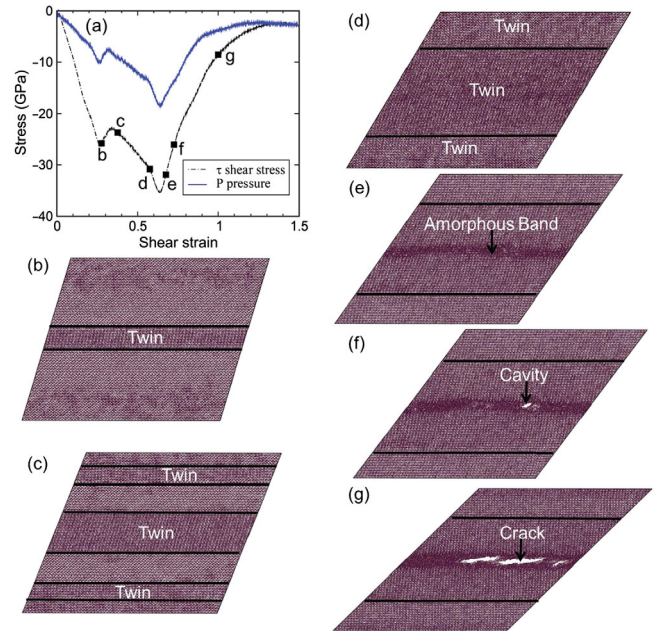 (a)
0
−10
−20
−30
−40
Stress (GPa)
0
0.5
1
1.5
Shear strain
b
c
d
e
f
g
τ shear stress
P pressure
(b)
Twin
(c)
Twin
Twin
Twin
(d)
Twin
Twin
Twin
(e)
Amorphous Band
(f)
Cavity
(g)
Crack